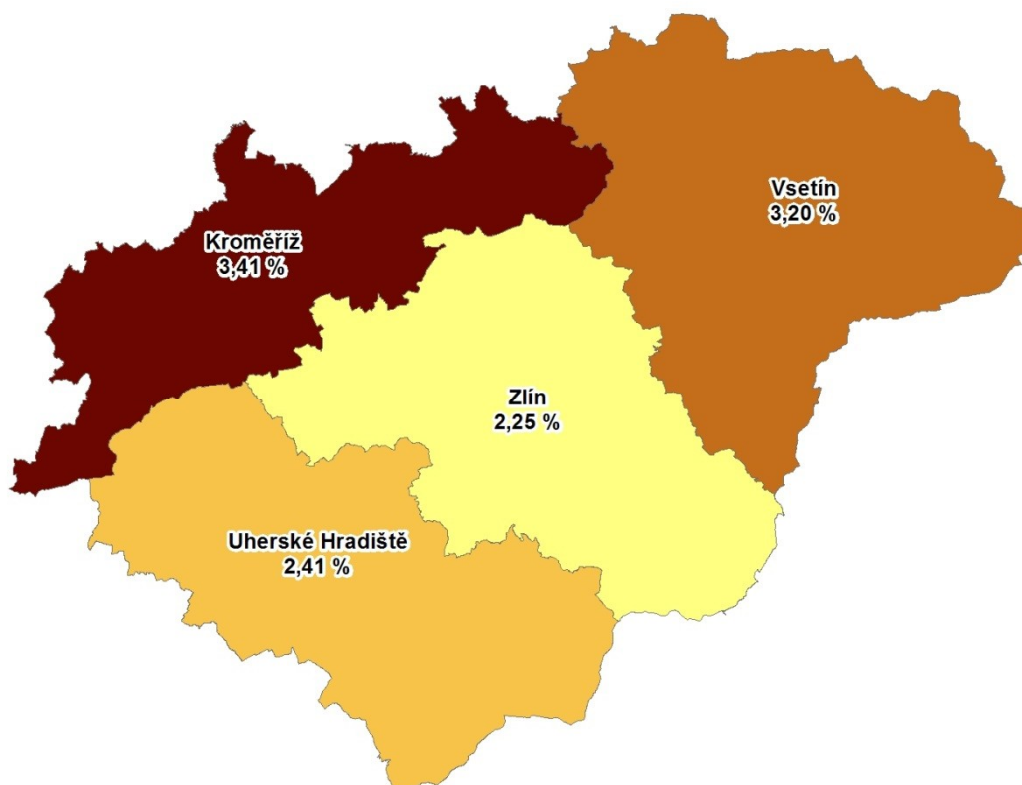 Vsetín
3,20 %
Kroměříž
3,41 %
Zlín
2,25 %
Uherské Hradiště
2,41 %